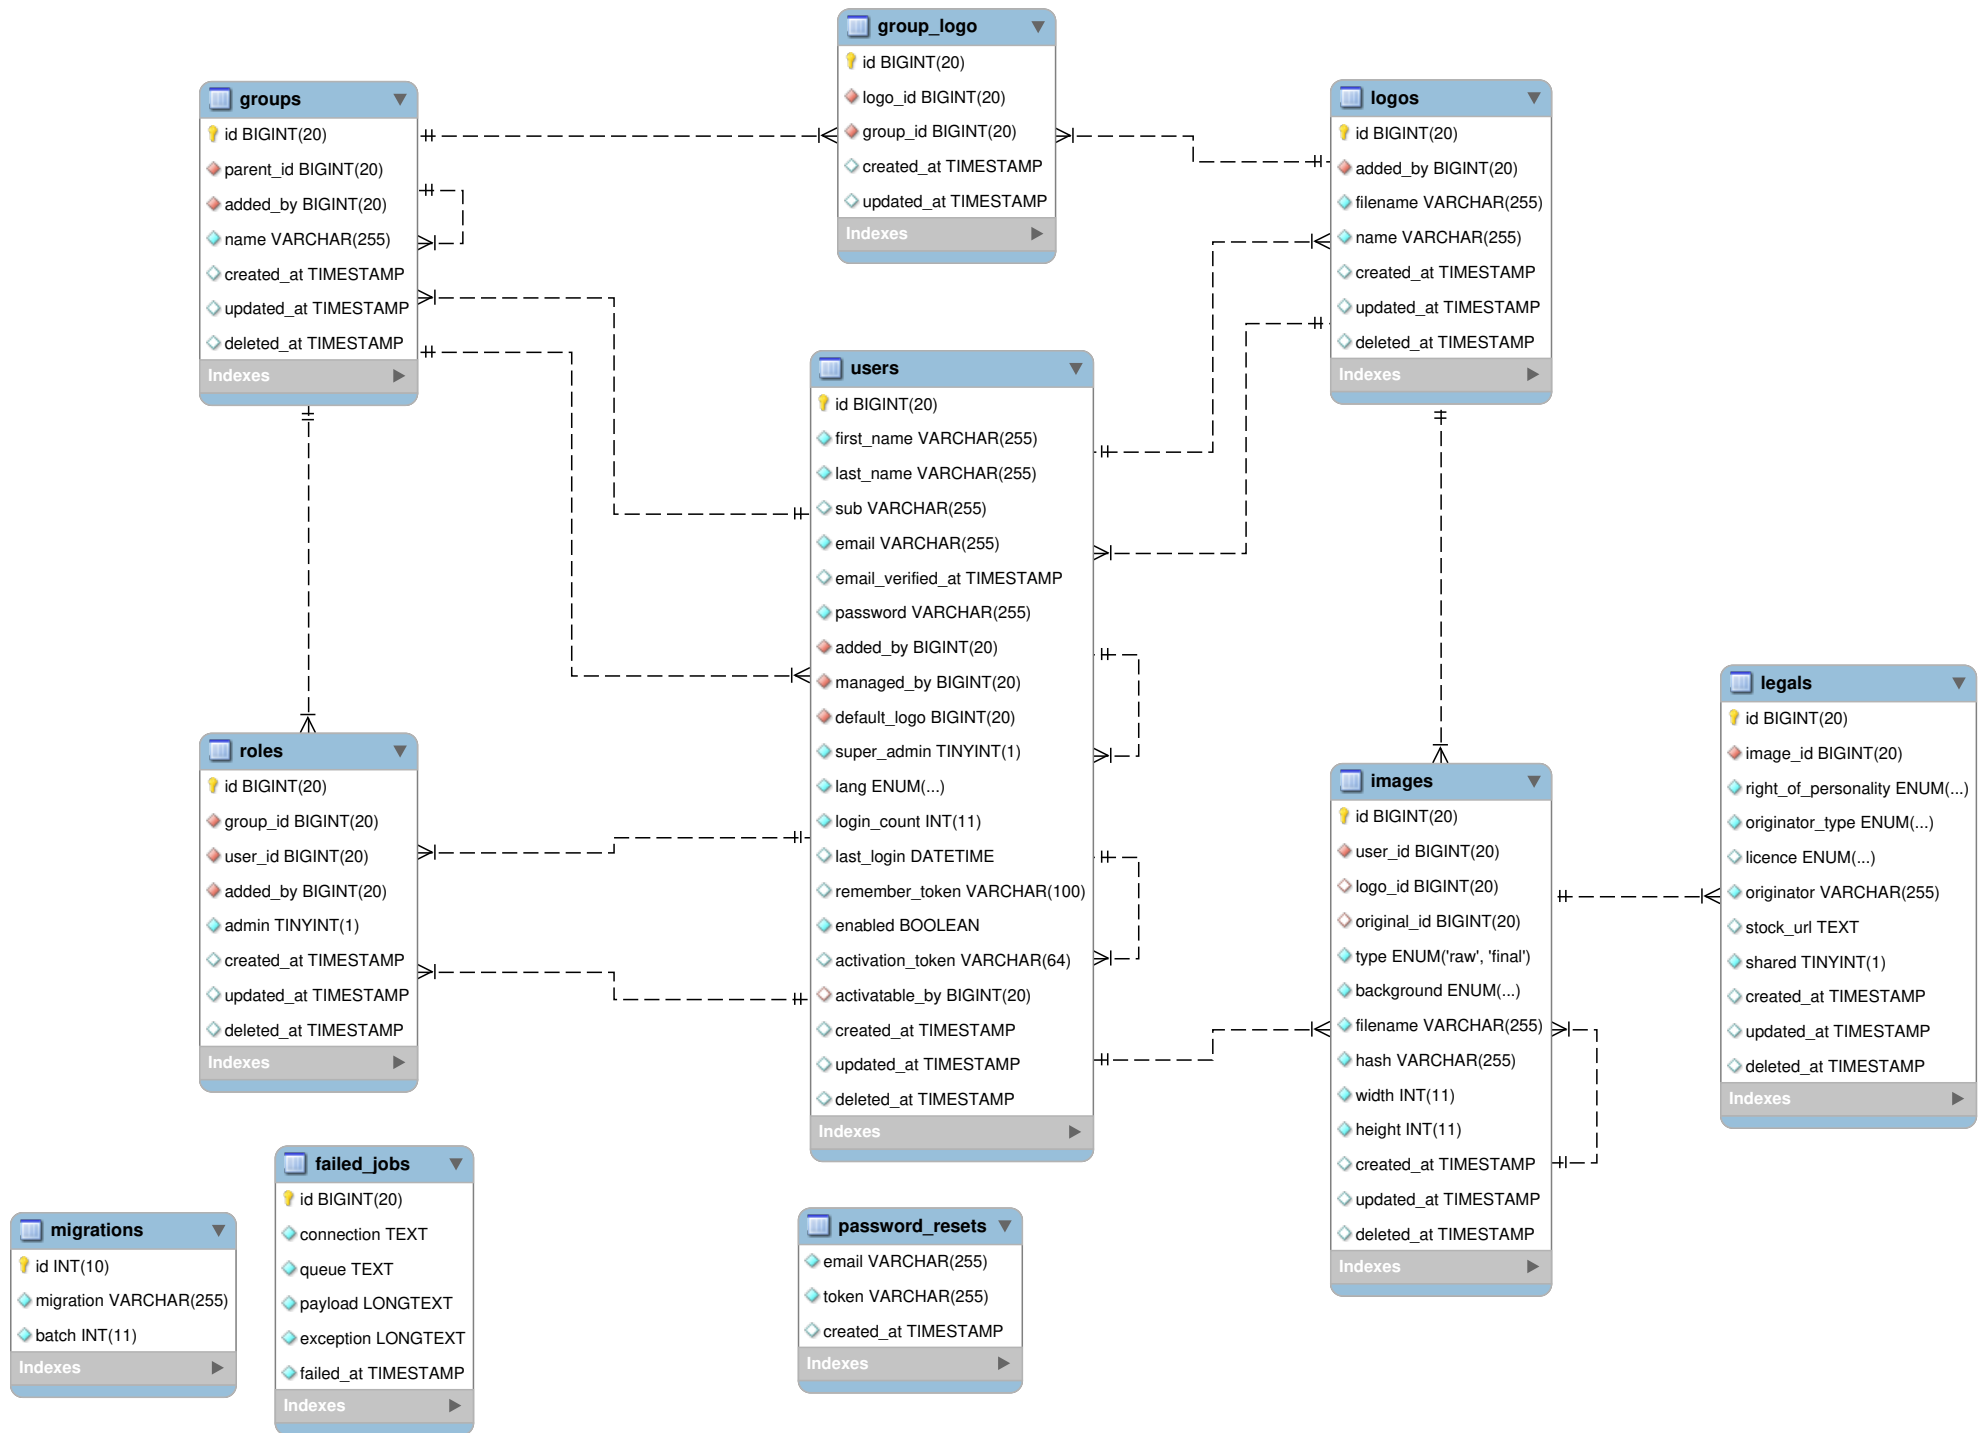 group_logo
id BIGINT(20)
logo_id BIGINT(20)
group_id BIGINT(20)
created_at TIMESTAMP
updated_at TIMESTAMP
Indexes
groups
id BIGINT(20)
parent_id BIGINT(20)
added_by BIGINT(20)
name VARCHAR(255)
created_at TIMESTAMP
updated_at TIMESTAMP
deleted_at TIMESTAMP
Indexes
logos
id BIGINT(20)
added_by BIGINT(20)
filename VARCHAR(255)
name VARCHAR(255)
created_at TIMESTAMP
updated_at TIMESTAMP
deleted_at TIMESTAMP
Indexes
users
id BIGINT(20)
first_name VARCHAR(255)
last_name VARCHAR(255)
sub VARCHAR(255)
email VARCHAR(255)
email_verified_at TIMESTAMP
password VARCHAR(255)
added_by BIGINT(20)
managed_by BIGINT(20)
default_logo BIGINT(20)
super_admin TINYINT(1)
lang ENUM(...)
login_count INT(11)
last_login DATETIME
remember_token VARCHAR(100)
enabled BOOLEAN
activation_token VARCHAR(64)
activatable_by BIGINT(20)
created_at TIMESTAMP
updated_at TIMESTAMP
deleted_at TIMESTAMP
Indexes
legals
id BIGINT(20)
image_id BIGINT(20)
right_of_personality ENUM(...)
originator_type ENUM(...)
licence ENUM(...)
originator VARCHAR(255)
stock_url TEXT
shared TINYINT(1)
created_at TIMESTAMP
updated_at TIMESTAMP
deleted_at TIMESTAMP
Indexes
roles
id BIGINT(20)
group_id BIGINT(20)
user_id BIGINT(20)
added_by BIGINT(20)
admin TINYINT(1)
created_at TIMESTAMP
updated_at TIMESTAMP
deleted_at TIMESTAMP
Indexes
images
id BIGINT(20)
user_id BIGINT(20)
logo_id BIGINT(20)
original_id BIGINT(20)
type ENUM('raw', 'final')
background ENUM(...)
filename VARCHAR(255)
hash VARCHAR(255)
width INT(11)
height INT(11)
created_at TIMESTAMP
updated_at TIMESTAMP
deleted_at TIMESTAMP
Indexes
failed_jobs
id BIGINT(20)
connection TEXT
queue TEXT
payload LONGTEXT
exception LONGTEXT
failed_at TIMESTAMP
Indexes
migrations
id INT(10)
migration VARCHAR(255)
batch INT(11)
Indexes
password_resets
email VARCHAR(255)
token VARCHAR(255)
created_at TIMESTAMP
Indexes